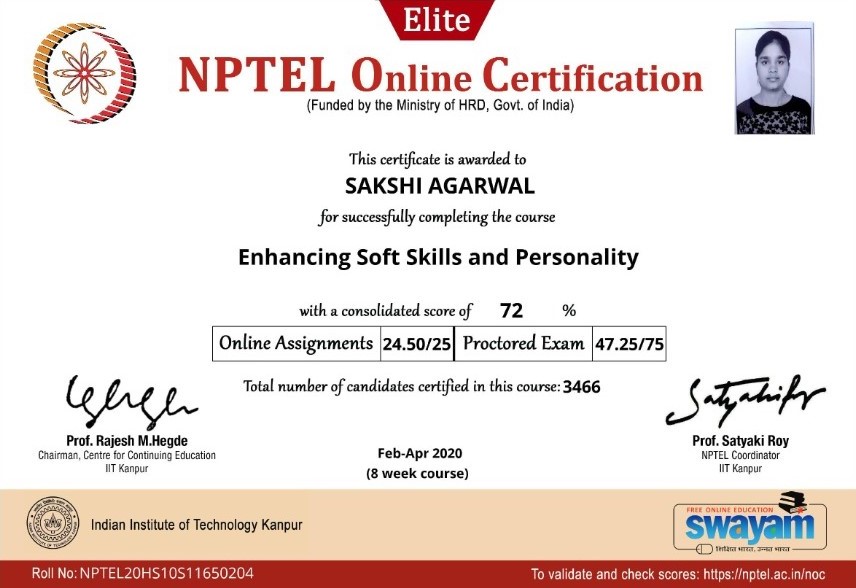 Elite
NPTEL Online Certification
(Funded by the Ministry of HRD, Govt. of India)
This certificate is awarded to
SAKSHI AGARWAL
for successfully completing the course
Enhancing Soft Skills and Personality
with a consolidated score of 72 %
Online Assignments 24.50/25 Proctored Exam 47.25/75
Total number of candidates certified in this course: 3466
Prof. Rajesh M.Hegde
Chairman, Centre for Continuing Education
IIT Kanpur
Feb-Apr 2020
(8 week course)
Prof. Satyaki Roy
NPTEL Coordinator
IIT Kanpur
Indian Institute of Technology Kanpur
FREE ONLINE EDUCATION
swayam
शिक्षित भारत, उन्नत भारत
Roll No: NPTEL20HS10S11650204
To validate and check scores: https://nptel.ac.in/noc